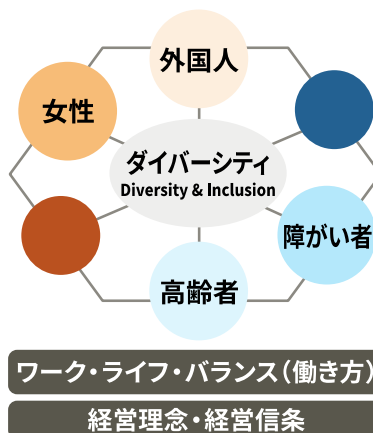 外国人
女性
ダイバーシティ
Diversity & Inclusion
障がい者
高齢者
ワーク・ライフ・バランス（働き方）
経営理念・経営信条